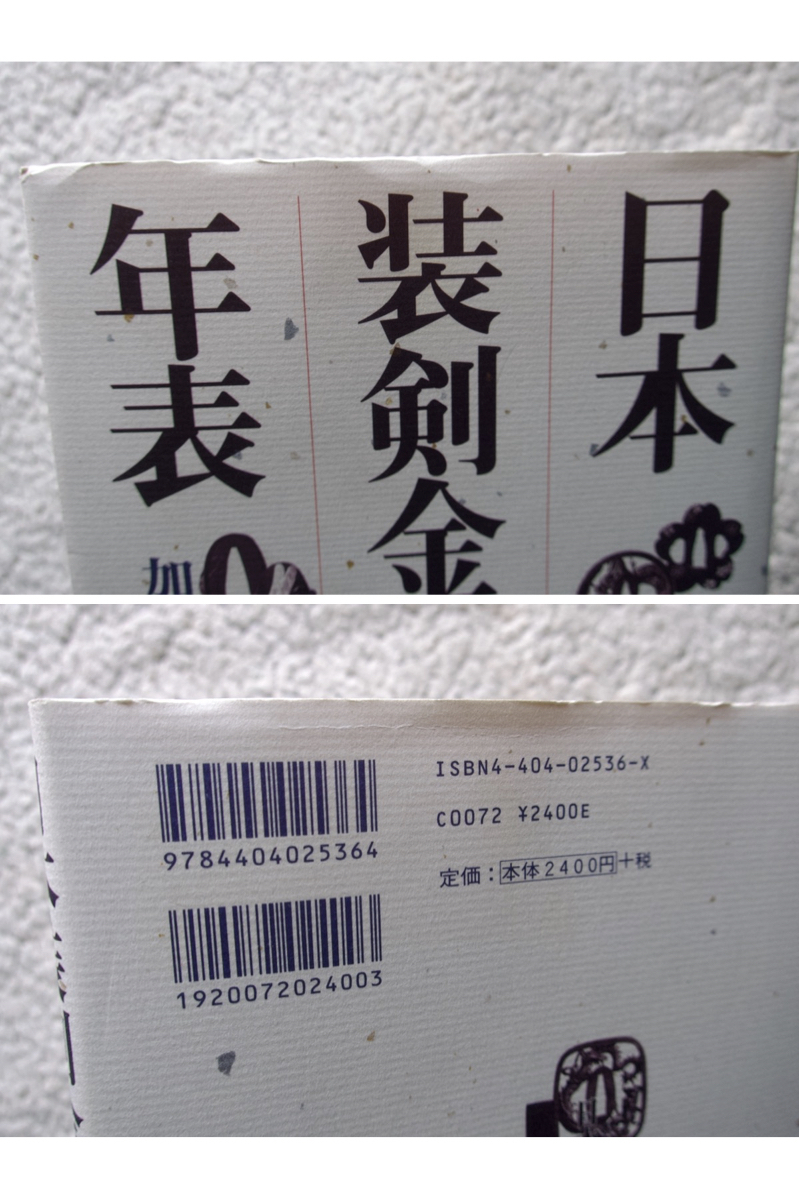 日本
装剣金
年表
加
9784404025364
1920072024003
ISBN4-404-02536-X
C0072 ¥2400E
定価：本体2400円+税